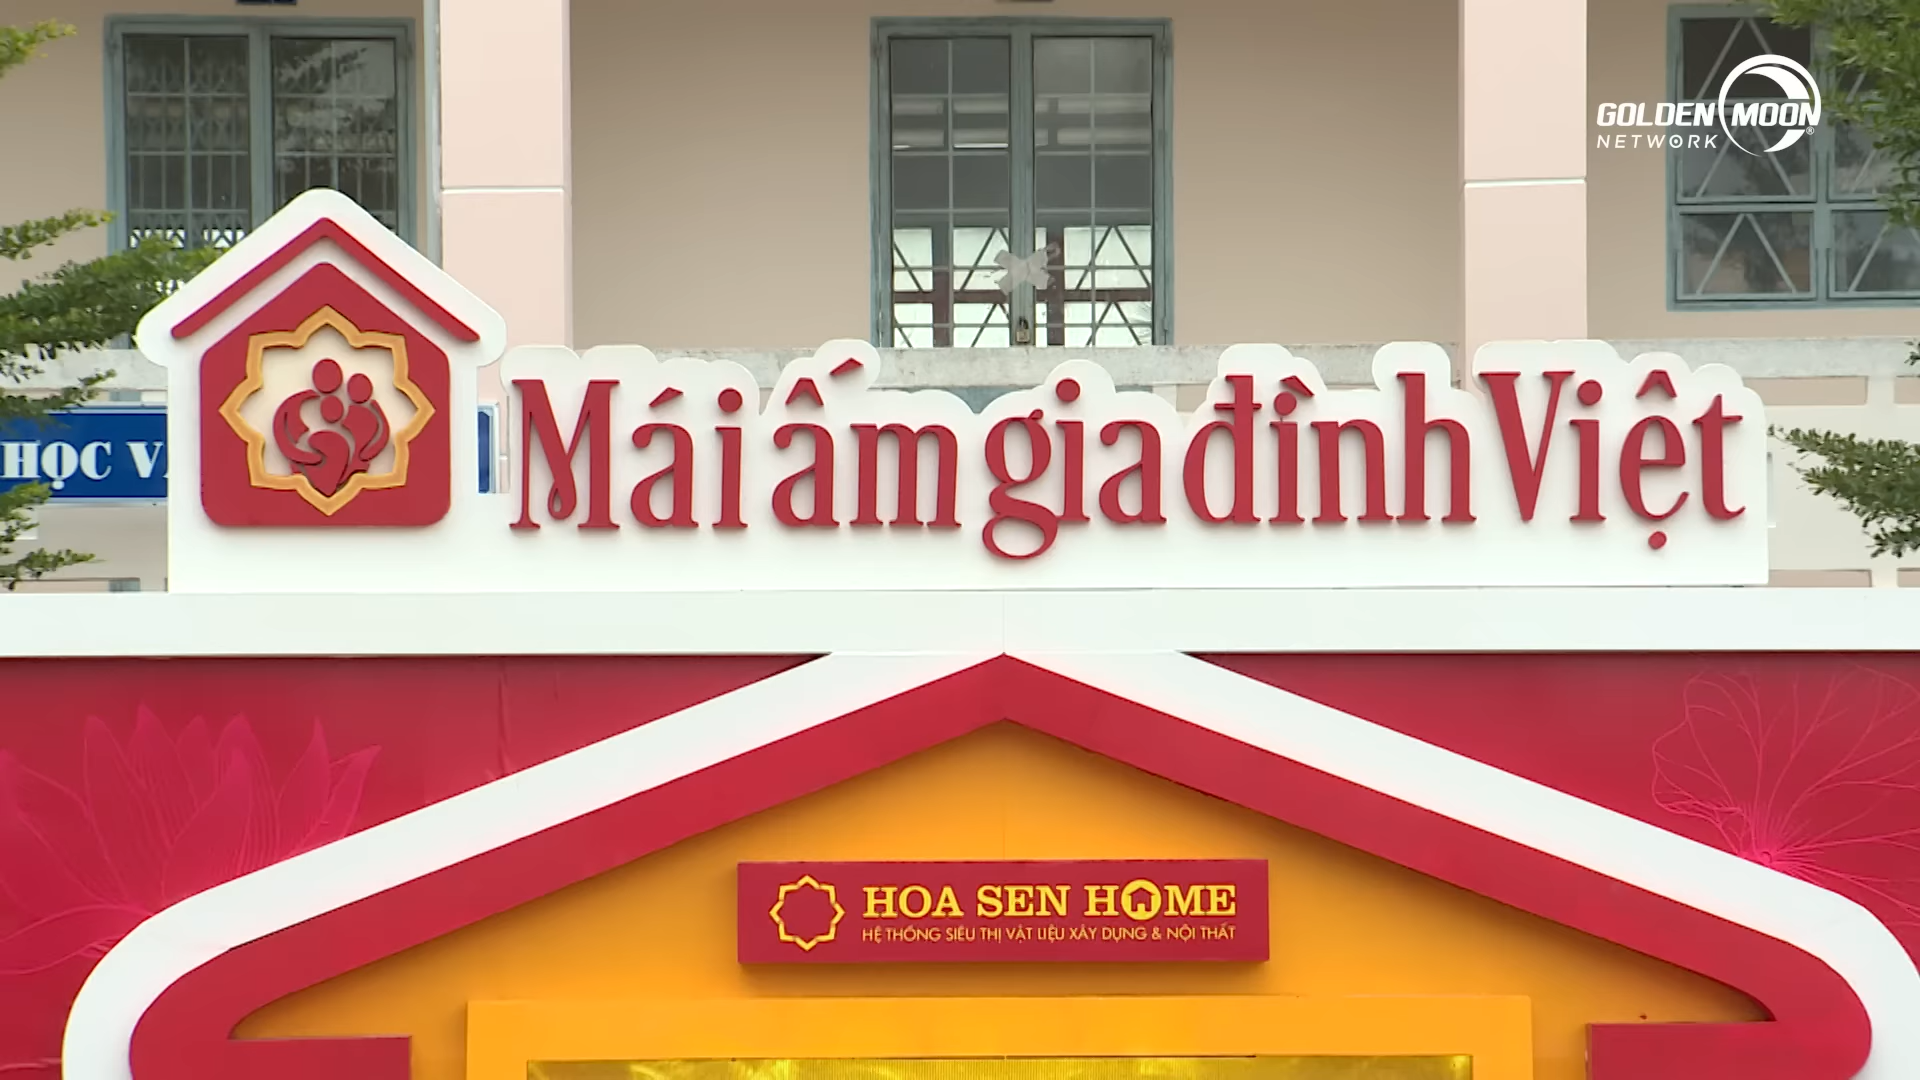 GOLDEN MOON
NETWORK
HỌC V
Mái ấm gia đình Việt
HOA SEN HOME
HỆ THỐNG SIÊU THỊ VẬT LIỆU XÂY DỰNG & NỘI THẤT